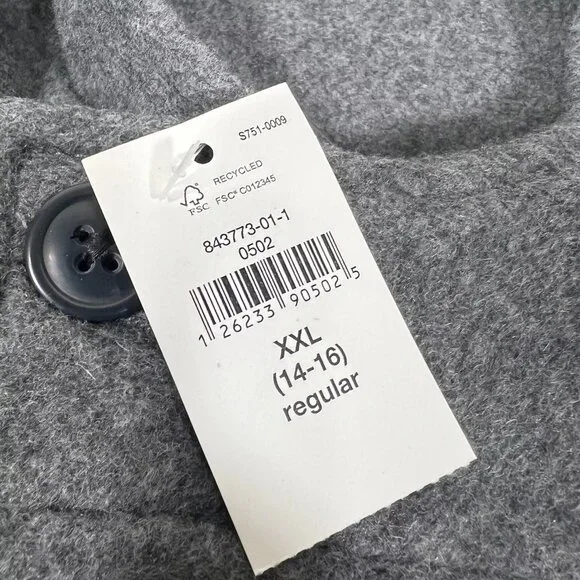 S751-0009
RECYCLED
FSC® C012345
FSC
843773-01-1
0502
1 26233 90502 5
XXL
(14-16)
regular